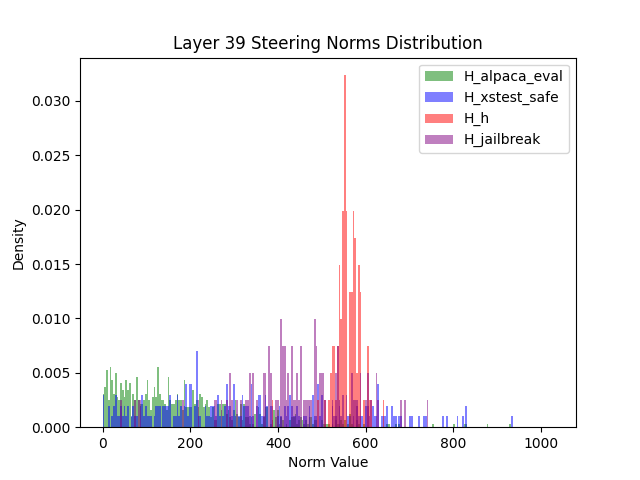 Layer 39 Steering Norms Distribution
H_alpaca_eval
H_xstest_safe
H_h
H_jailbreak
0.030
0.025
0.020
0.015
0.010
0.005
0.000
Density
0 200 400 600 800 1000
Norm Value